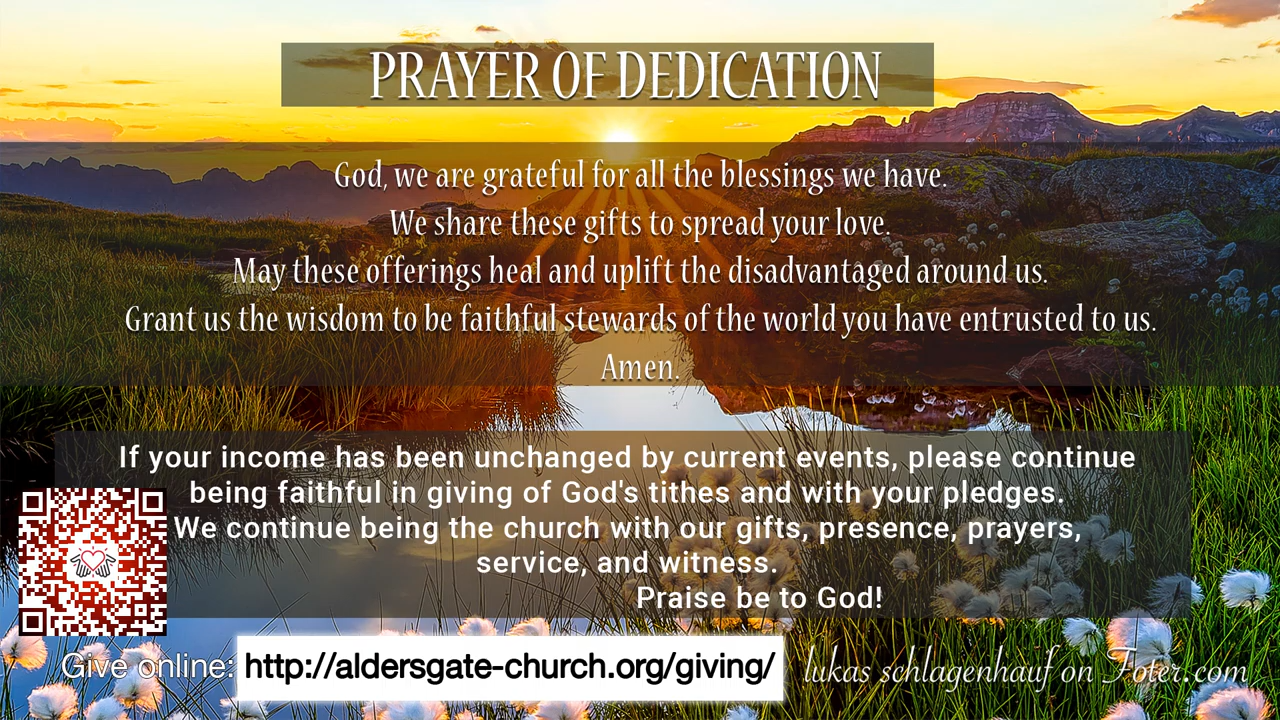 PRAYER OF DEDICATION
God, we are grateful for all the blessings we have.
We share these gifts to spread your love.
May these offerings heal and uplift the disadvantaged around us.
Grant us the wisdom to be faithful stewards of the world you have entrusted to us.
Amen.
If your income has been unchanged by current events, please continue
being faithful in giving of God's tithes and with your pledges.
We continue being the church with our gifts, presence, prayers,
service, and witness.
Praise be to God!
Give online: http://aldersgate-church.org/giving/
lukas schlagenhauf on Foter.com